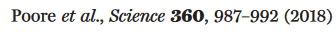 Poore et al., Science 360, 987–992 (2018)